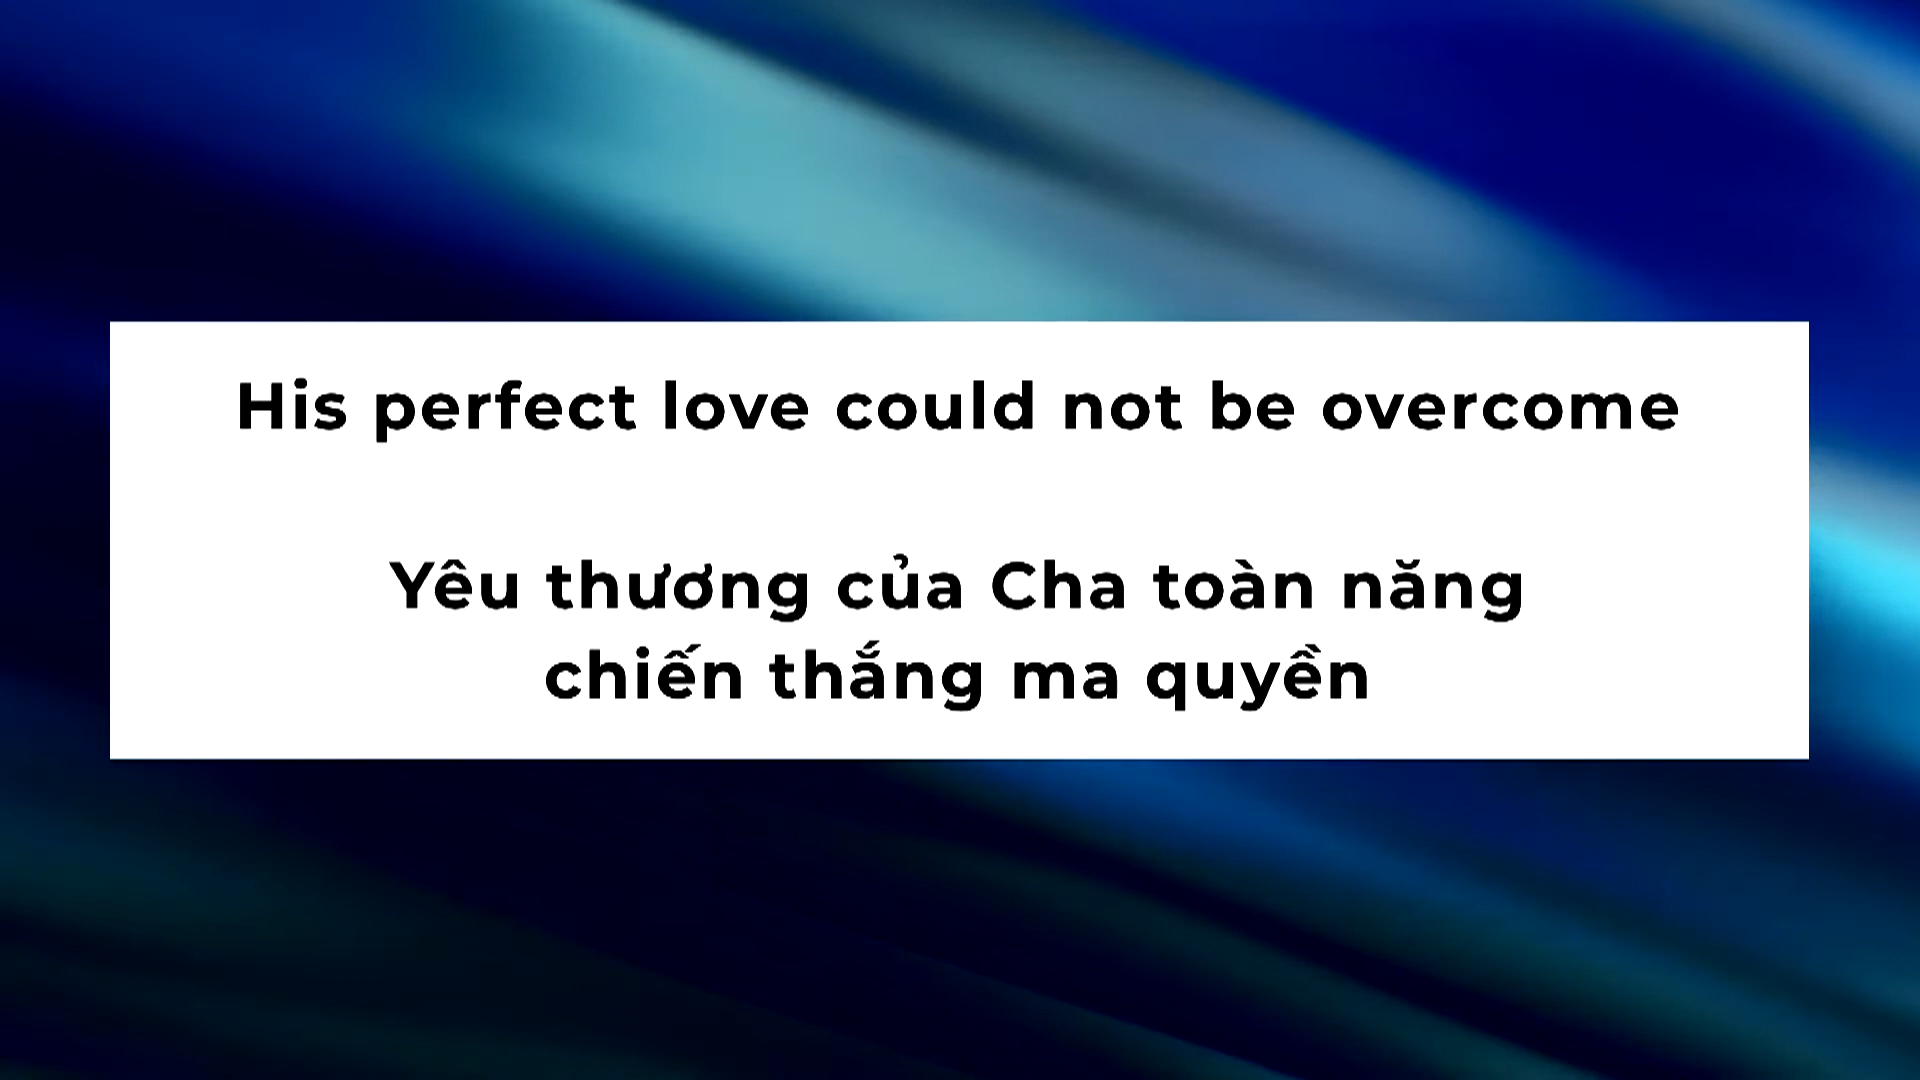 His perfect love could not be overcome
Yêu thương của Cha toàn năng
chiến thắng ma quyền